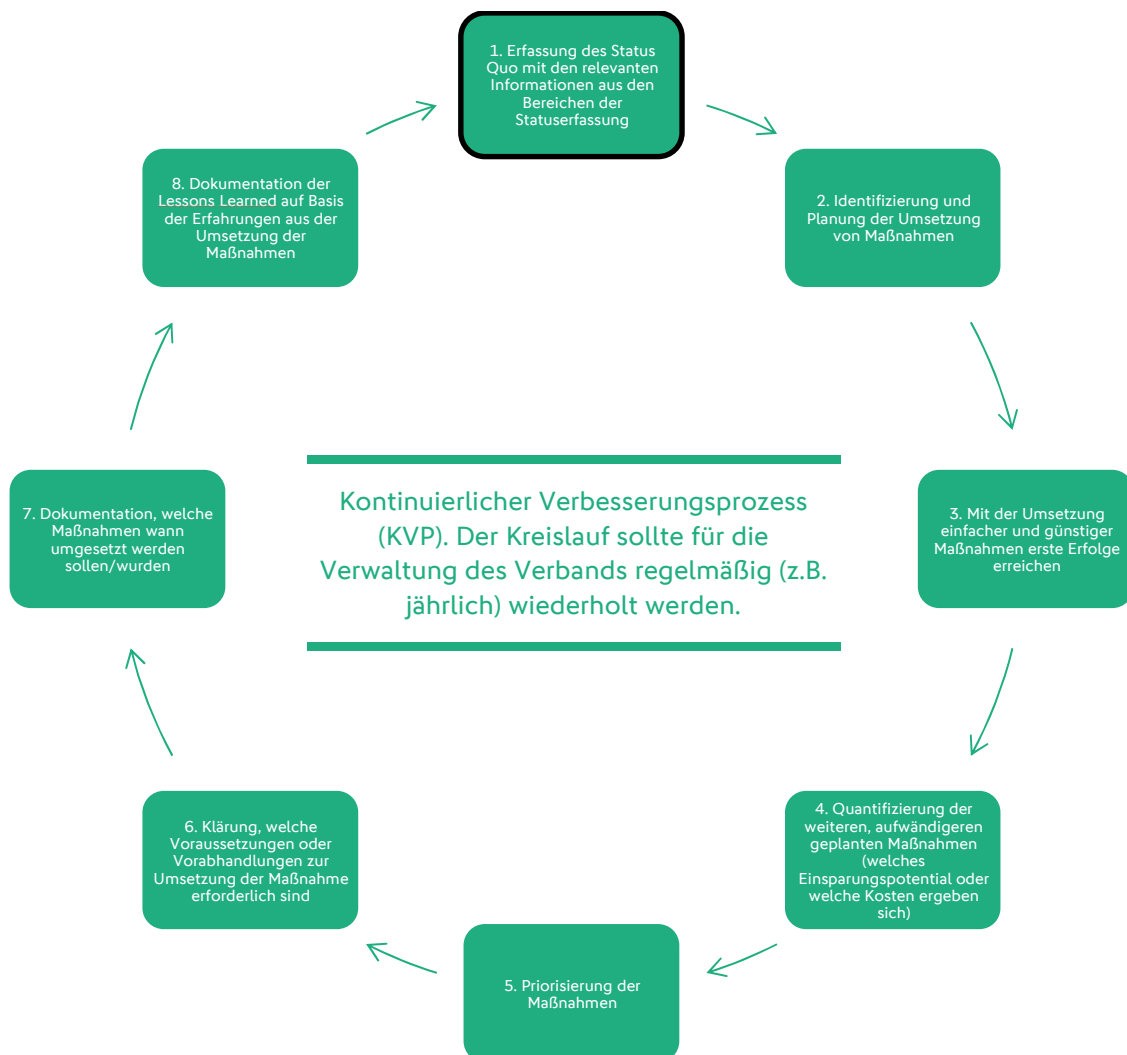 1. Erfassung des Status
Quo mit den relevanten
Informationen aus den
Bereichen der
Statuserfassung
2. Identifizierung und
Planung der Umsetzung
von Maßnahmen
3. Mit der Umsetzung
einfacher und günstiger
Maßnahmen erste Erfolge
erreichen
4. Quantifizierung der
weiteren, aufwändigeren
geplanten Maßnahmen
(welches
Einsparungspotential oder
welche Kosten ergeben
sich)
5. Priorisierung der
Maßnahmen
6. Klärung, welche
Voraussetzungen oder
Vorabhandlungen zur
Umsetzung der Maßnahme
erforderlich sind
7. Dokumentation, welche
Maßnahmen wann
umgesetzt werden
sollen/wurden
8. Dokumentation der
Lessons Learned auf Basis
der Erfahrungen aus der
Umsetzung der
Maßnahmen
Kontinuierlicher Verbesserungsprozess
(KVP). Der Kreislauf sollte für die
Verwaltung des Verbands regelmäßig (z.B.
jährlich) wiederholt werden.